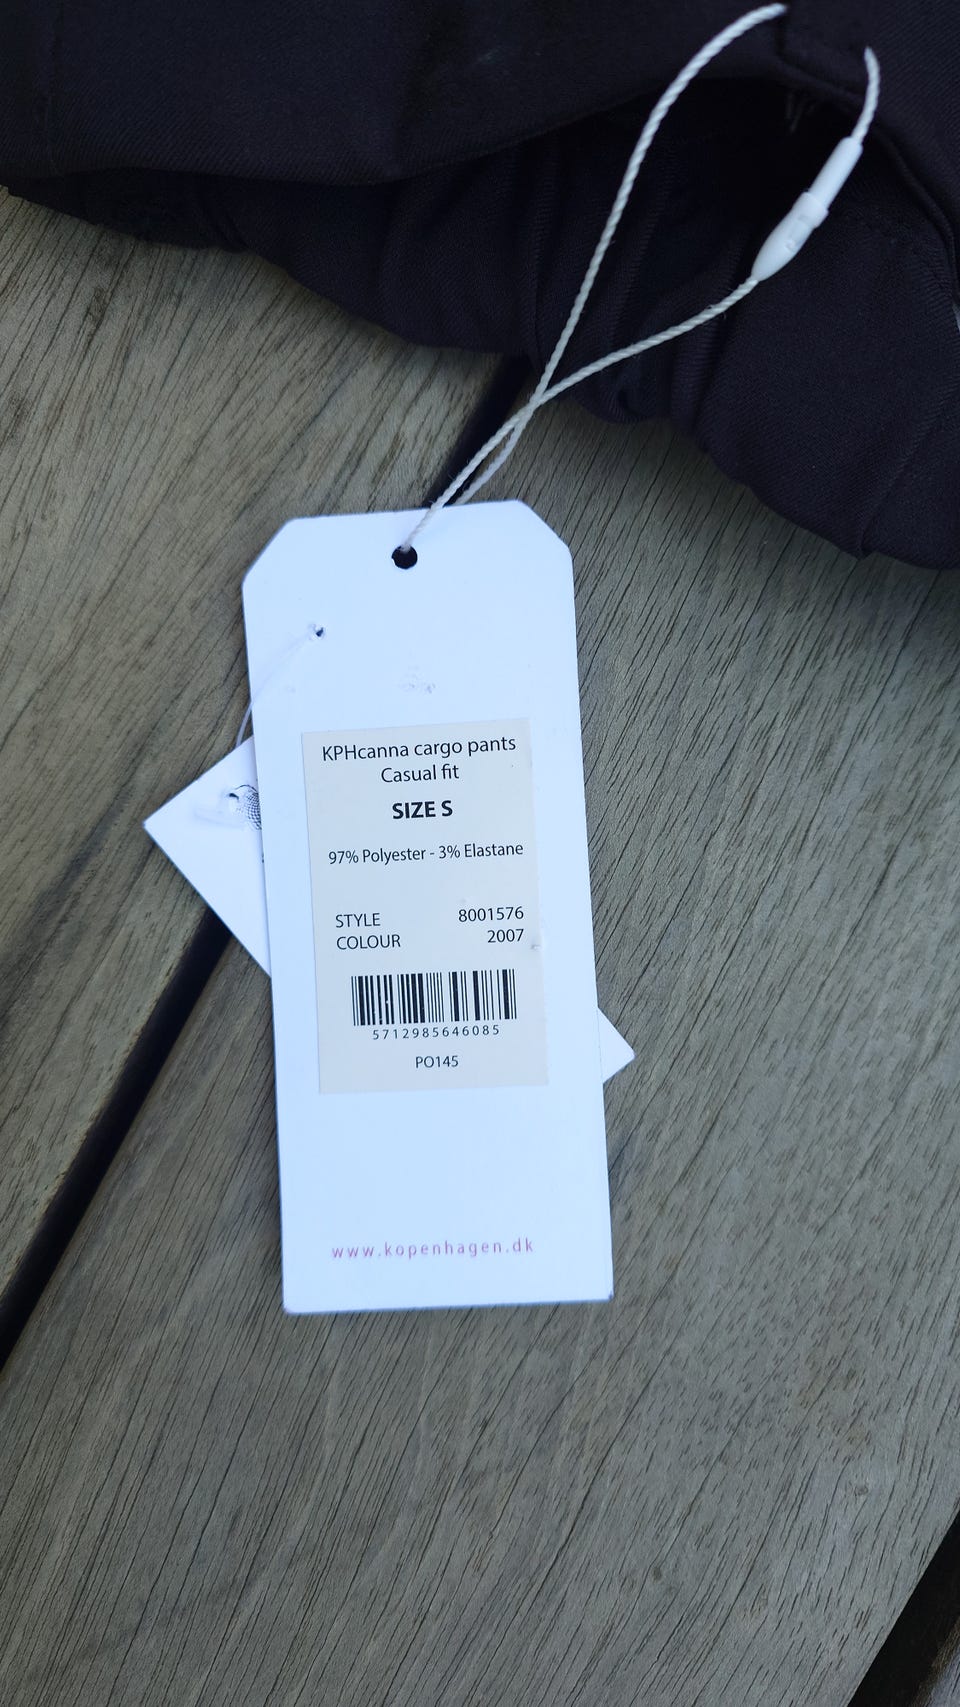 KPHcanna cargo pants
Casual fit
SIZE S
97% Polyester - 3% Elastane
STYLE 8001576
COLOUR 2007
5712985646085
PO145
www.kopenhagen.dk